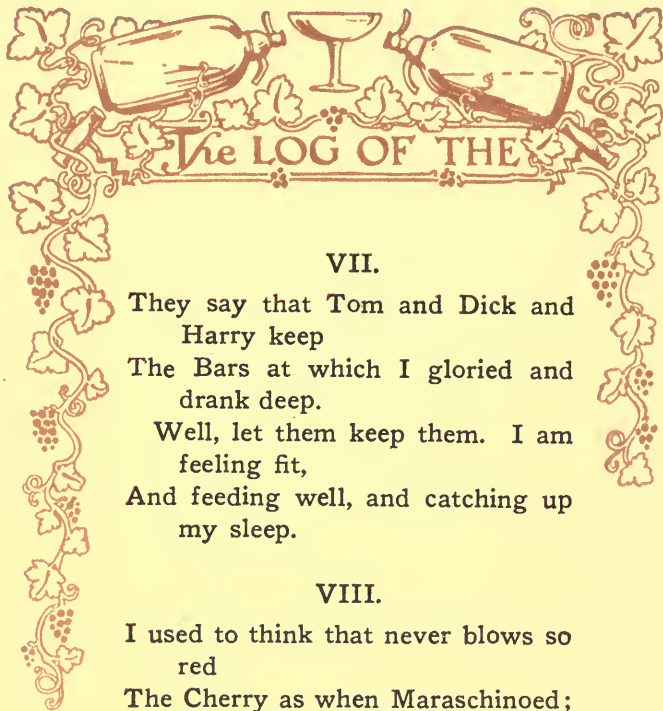 The LOG OF THE
VII.
They say that Tom and Dick and
Harry keep
The Bars at which I gloried and
drank deep.
Well, let them keep them. I am
feeling fit,
And feeding well, and catching up
my sleep.
VIII.
I used to think that never blows so
red
The Cherry as when Maraschinoed;